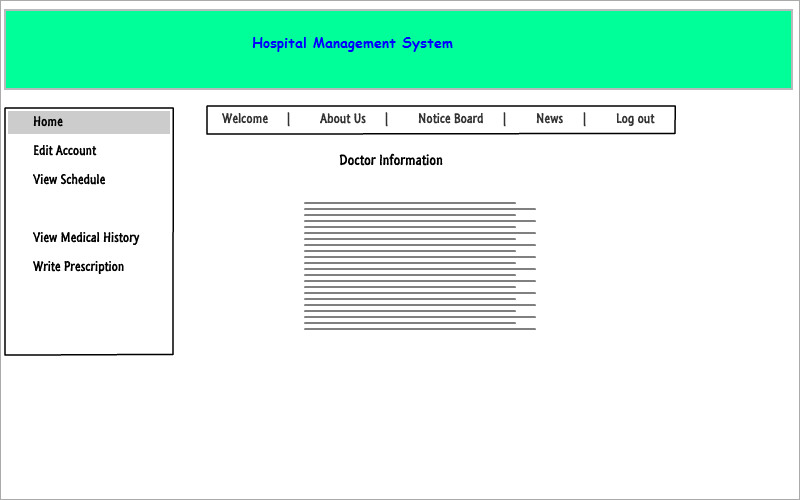 Hospital Management System
Home
Edit Account
View Schedule
View Medical History
Write Prescription
Welcome | About Us | Notice Board | News | Log out
Doctor Information